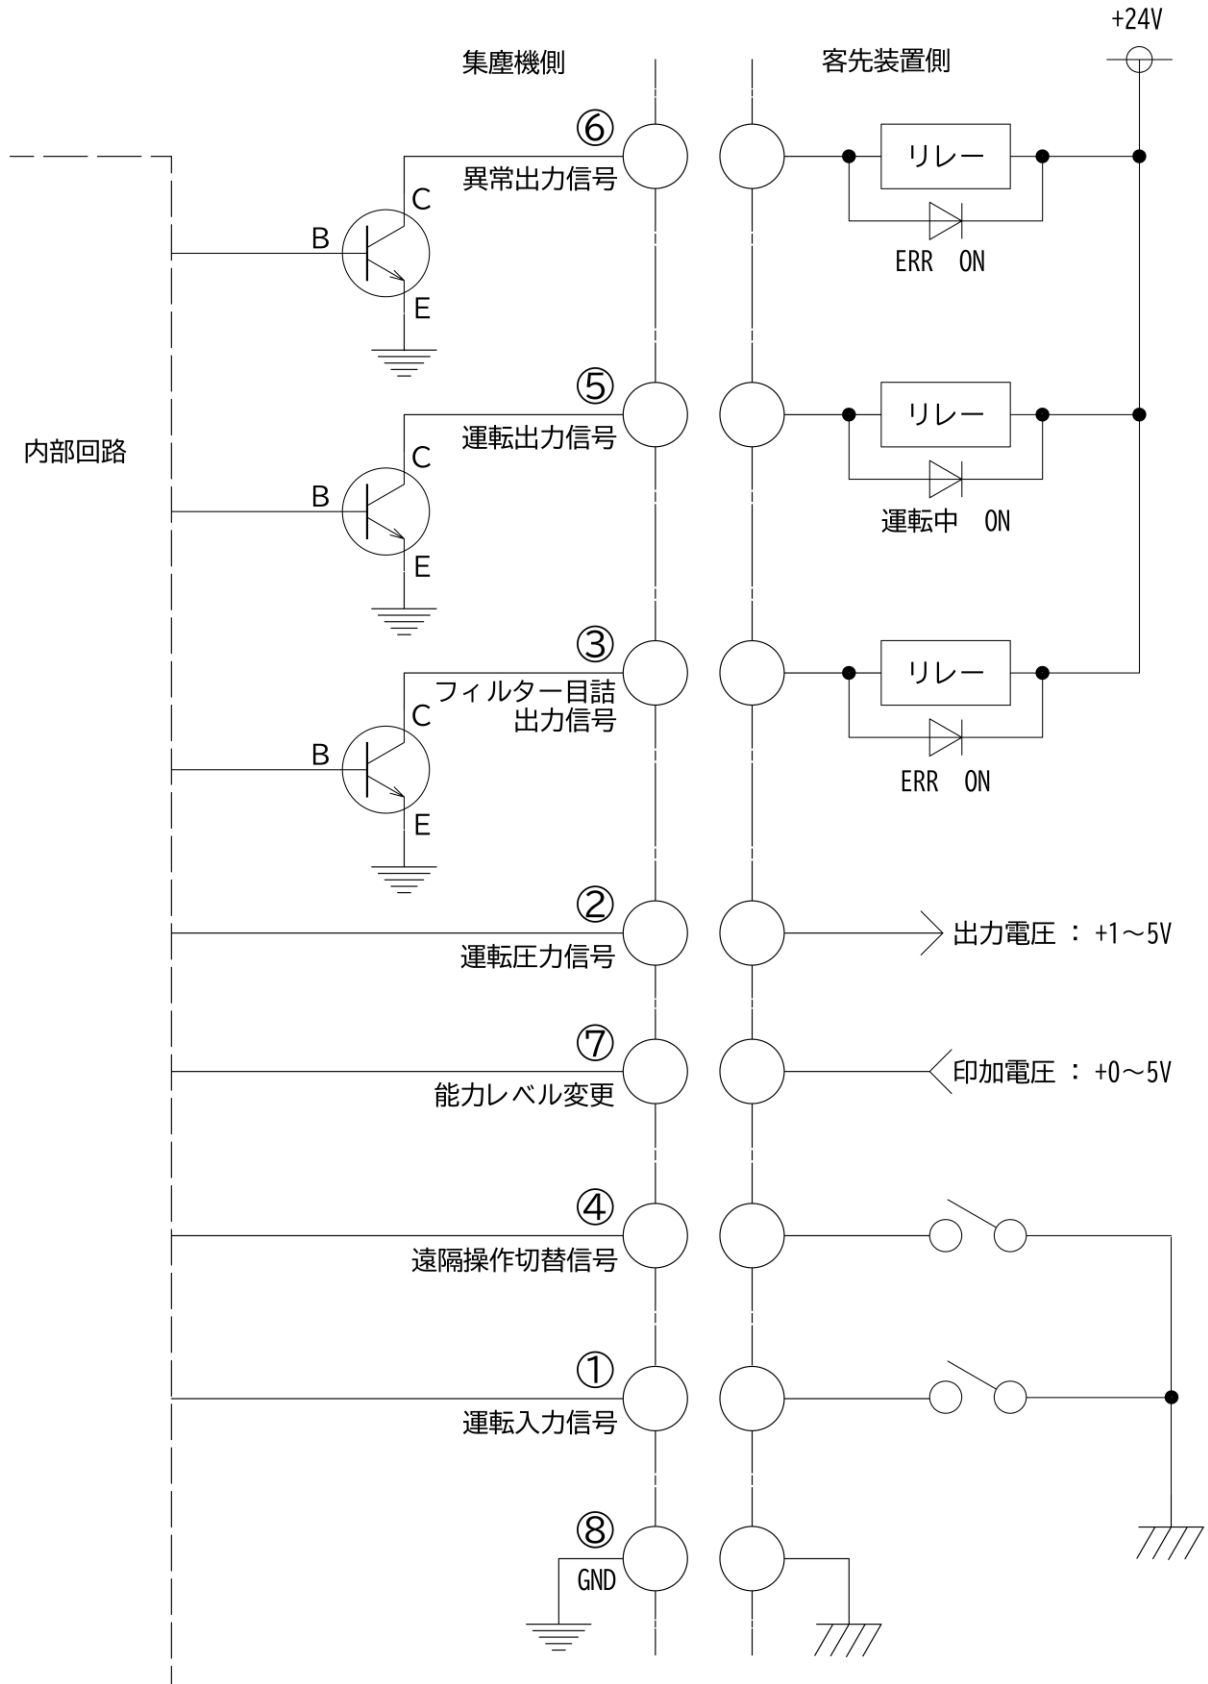 +24V
集塵機側
客先装置側
⑥
異常出力信号
リレー
C
B
E
ERR ON
内部回路
⑤
運転出力信号
リレー
C
B
E
運転中 ON
③
フィルター目詰
出力信号
リレー
C
B
E
ERR ON
②
運転圧力信号
出力電圧 : +1～5V
⑦
能力レベル変更
印加電圧 : +0～5V
④
遠隔操作切替信号
①
運転入力信号
⑧
GND